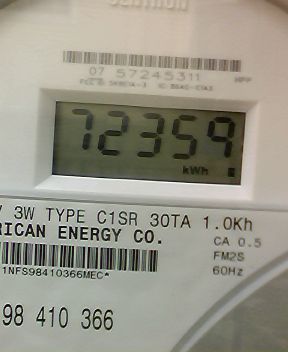 07 57245311
72359
kWh
3W TYPE C1SR 30TA 1.0Kh
RICAN ENERGY CO.
CA 0.5
FM2S
60Hz
1NFS98410366MEC*
98 410 366